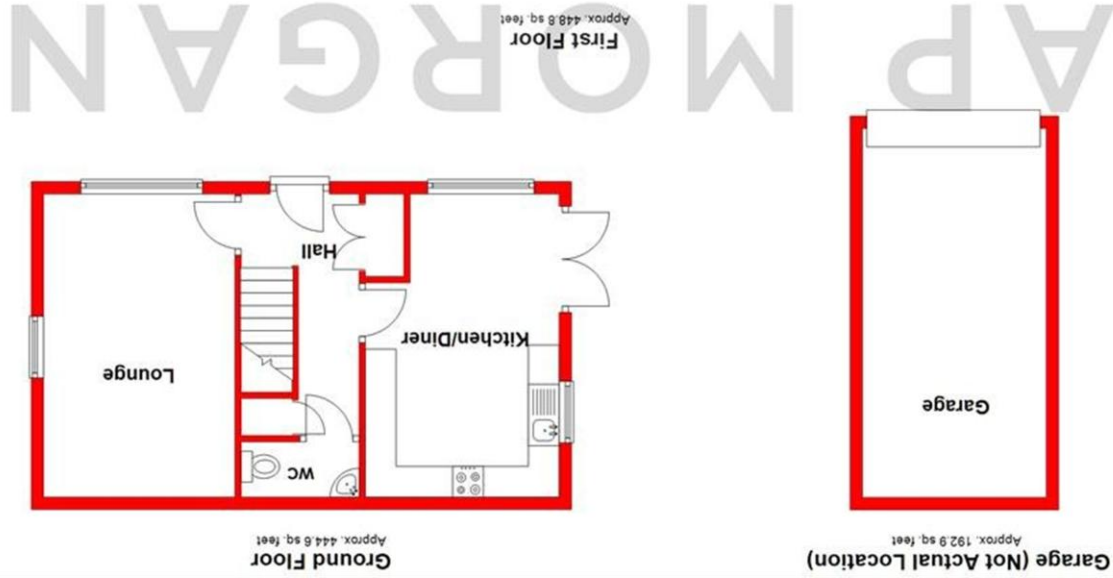 Garage (Not Actual Location)
Approx. 192.9 sq. feet
Garage
Ground Floor
Approx. 444.6 sq. feet
WC
Lounge
Kitchen/Diner
Hall
AP MORGAN
First Floor
Approx. 448.8 sq. feet